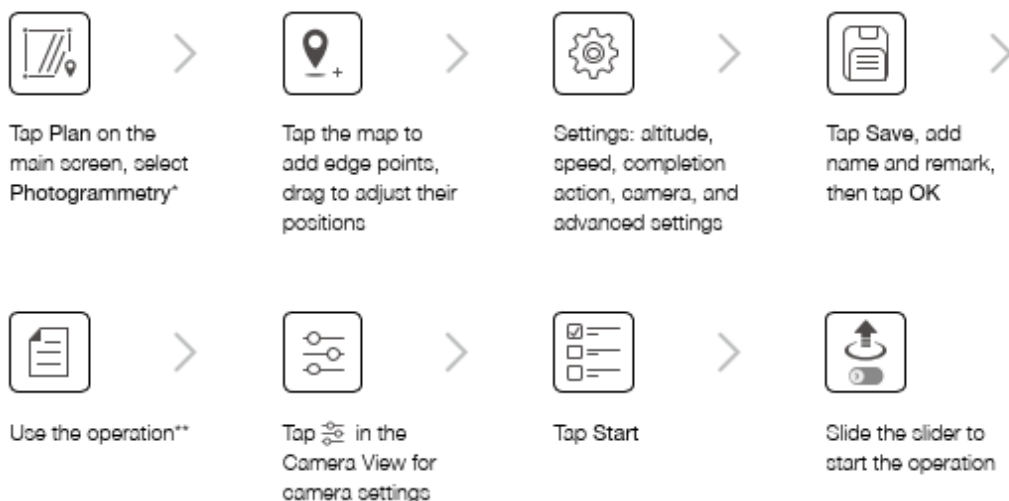 Tap Plan on the
main screen, select
Photogrammetry*
Tap the map to
add edge points,
drag to adjust their
positions
Settings: altitude,
speed, completion
action, camera, and
advanced settings
Tap Save, add
name and remark,
then tap OK
Use the operation**
Tap in the
Camera View for
camera settings
Tap Start
Slide the slider to
start the operation